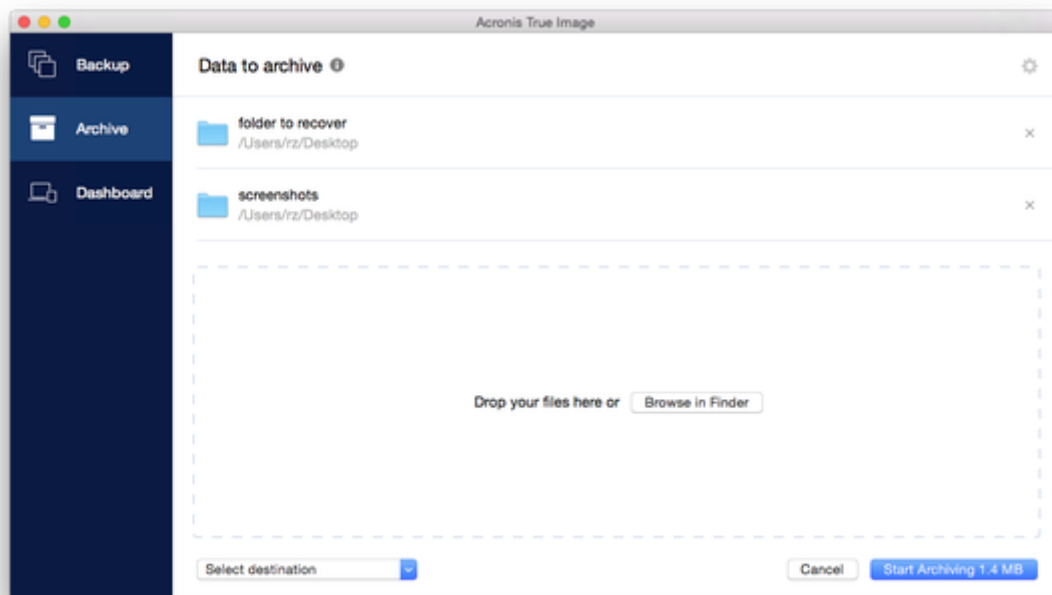 Acronis True Image
Backup
Archive
Dashboard
Data to archive
folder to recover
/Users/rz/Desktop
screenshots
/Users/rz/Desktop
Drop your files here or Browse in Finder
Select destination
Cancel
Start Archiving 1.4 MB